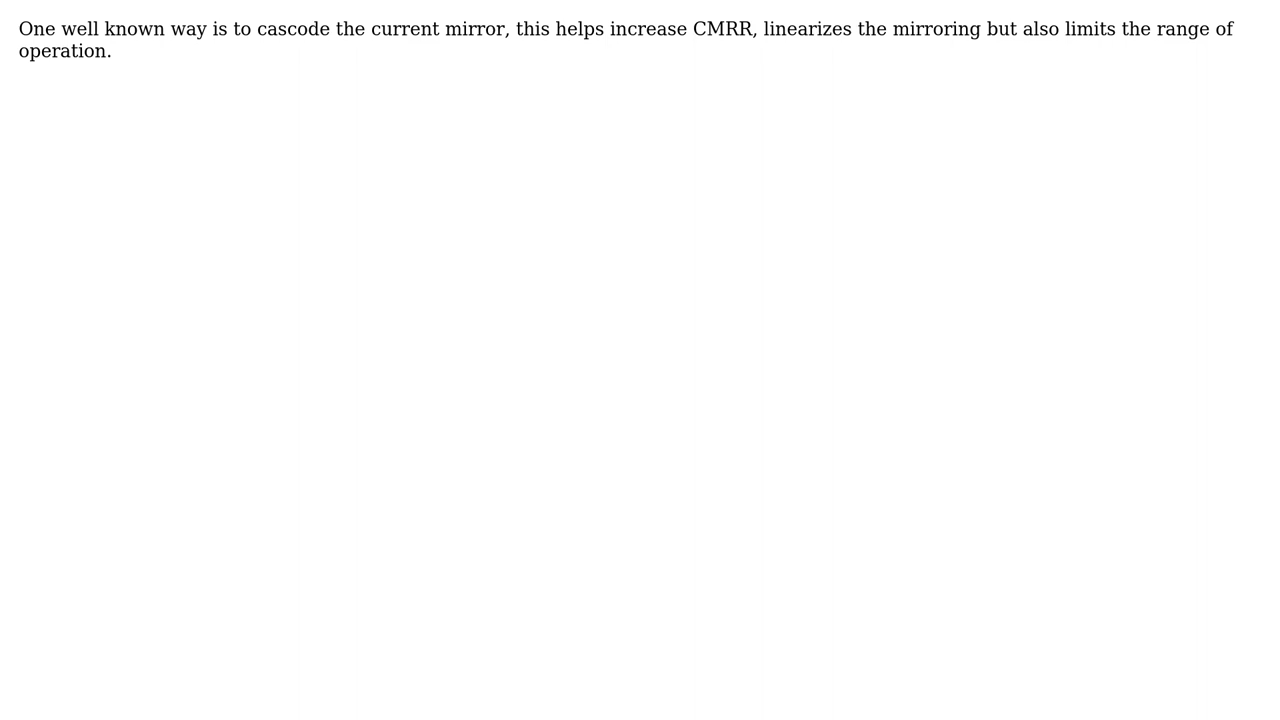 One well known way is to cascode the current mirror, this helps increase CMRR, linearizes the mirroring but also limits the range of
operation.